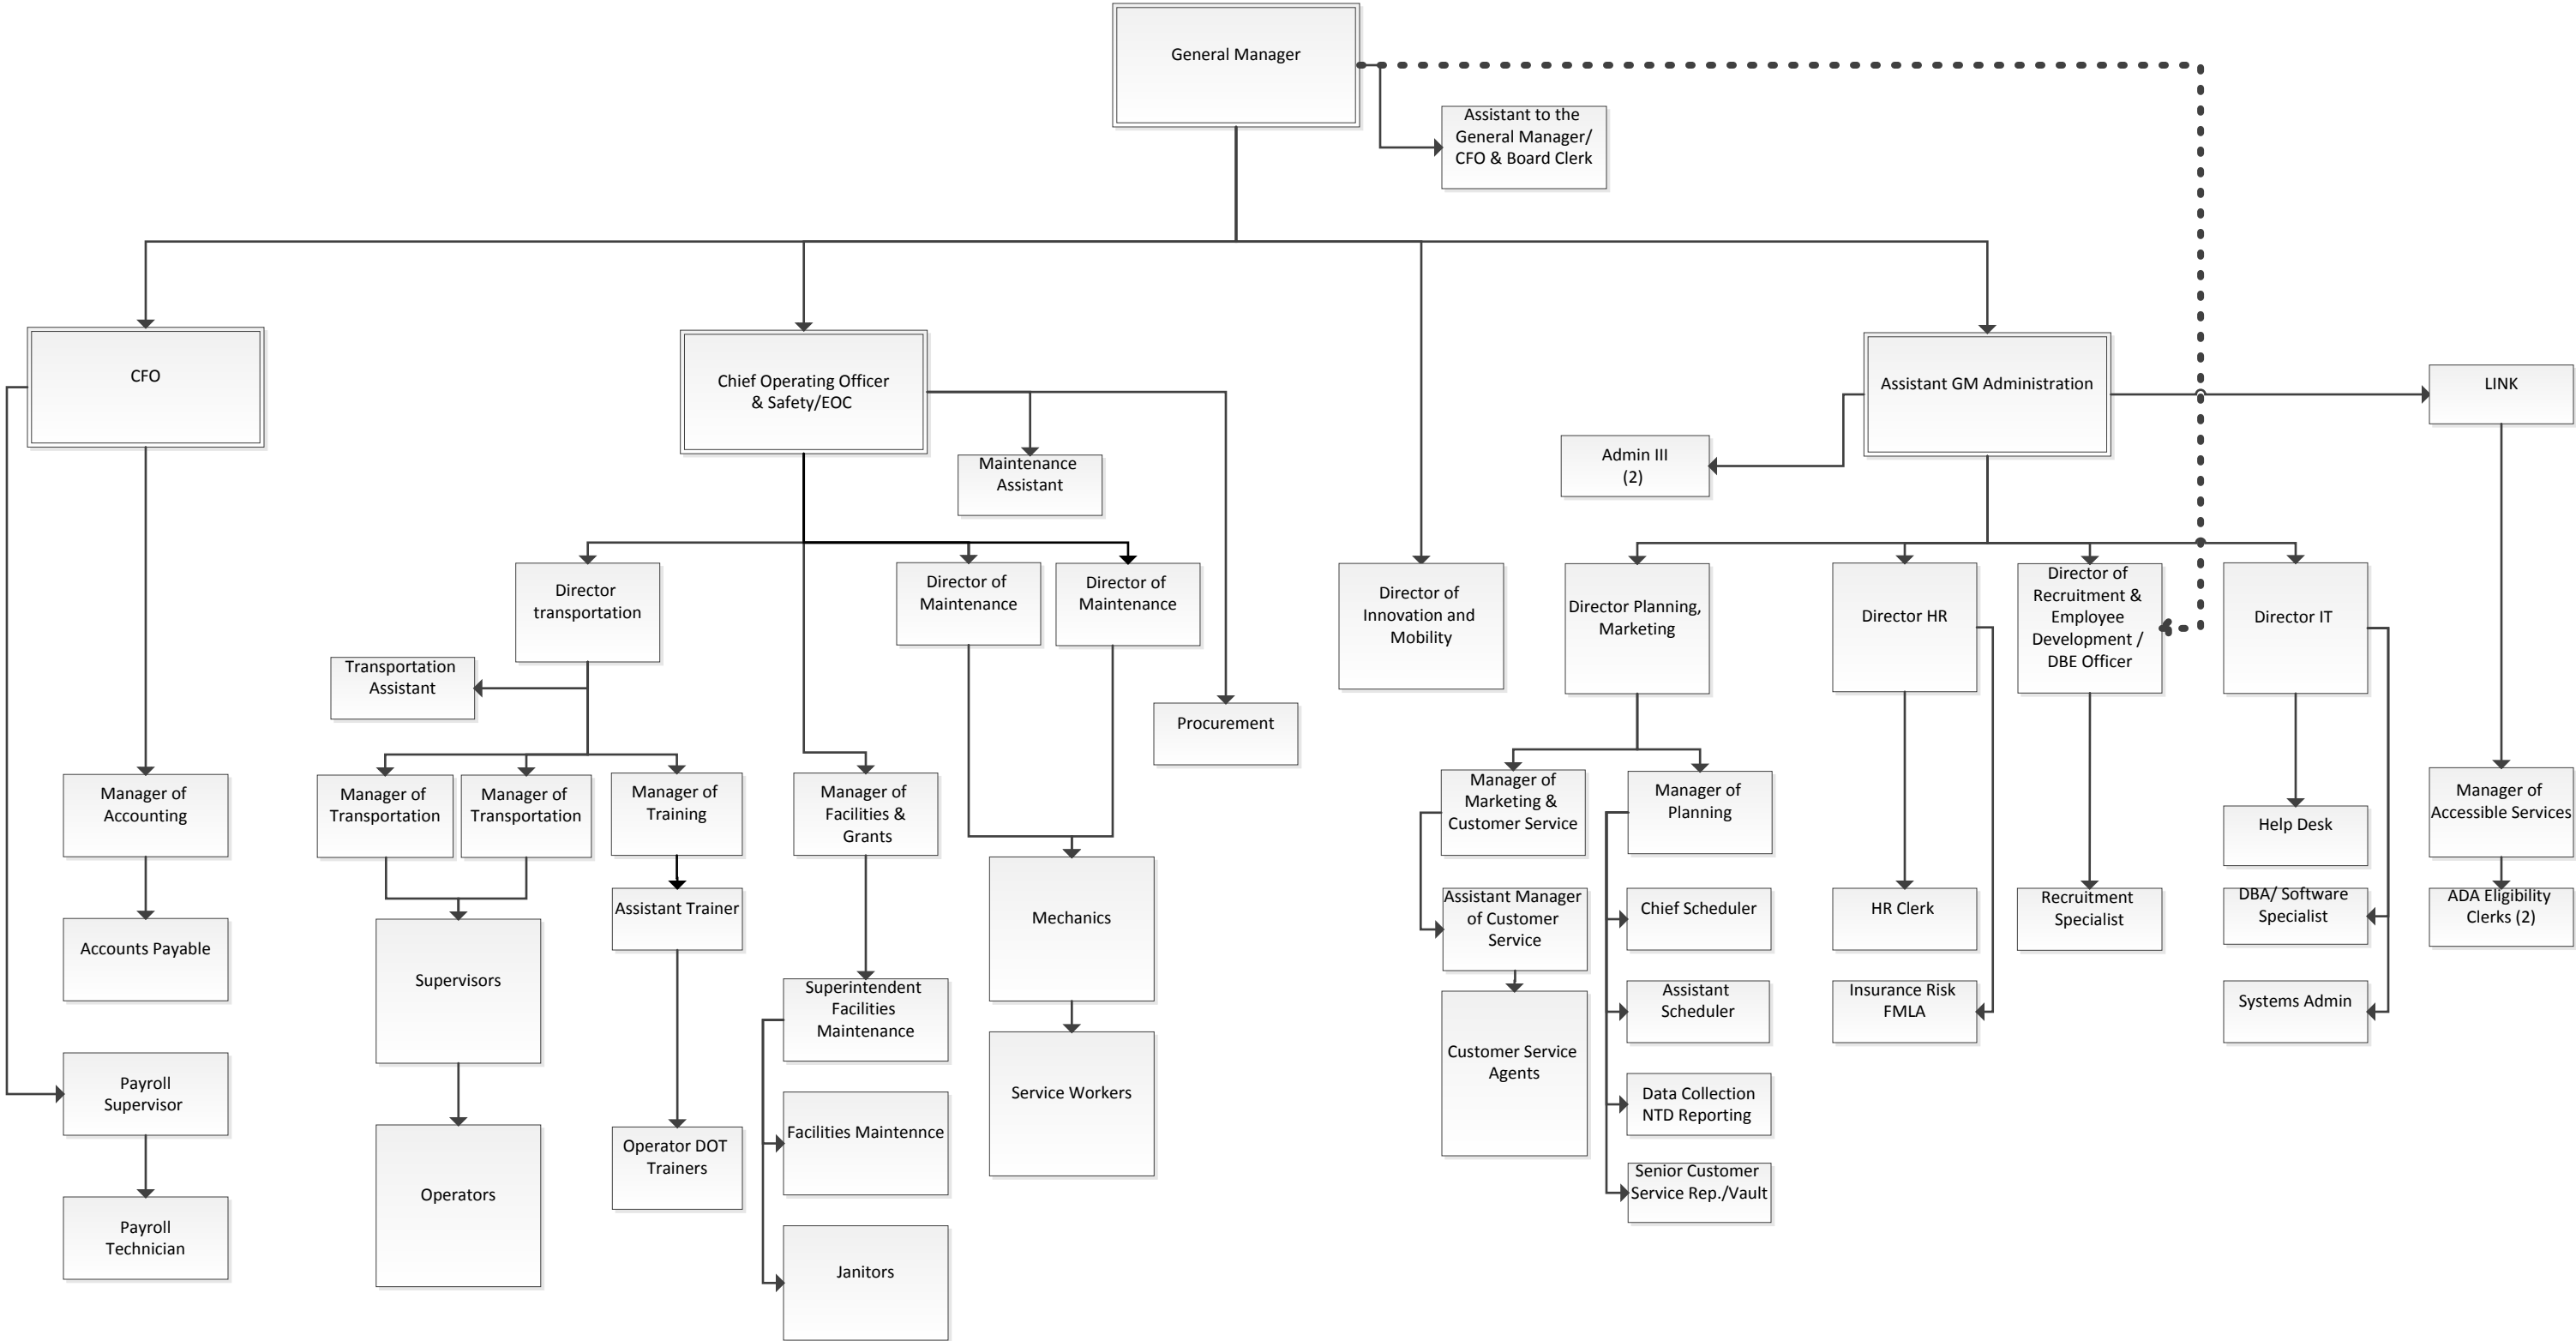 General Manager
Assistant to the
General Manager/
CFO & Board Clerk
CFO
Chief Operating Officer
& Safety/EOC
Assistant GM Administration
LINK
Admin III
(2)
Maintenance
Assistant
Director
transportation
Director of
Maintenance
Director of
Maintenance
Director of
Innovation and
Mobility
Director Planning,
Marketing
Director HR
Director of
Recruitment &
Employee
Development /
DBE Officer
Director IT
Transportation
Assistant
Procurement
Manager of
Accounting
Manager of
Transportation
Manager of
Transportation
Manager of
Training
Manager of
Facilities &
Grants
Manager of
Marketing &
Customer Service
Manager of
Planning
Help Desk
Manager of
Accessible Services
Accounts Payable
Supervisors
Assistant Trainer
Mechanics
Assistant Manager
of Customer
Service
Chief Scheduler
HR Clerk
Recruitment
Specialist
DBA/ Software
Specialist
ADA Eligibility
Clerks (2)
Superintendent
Facilities
Maintenance
Assistant
Scheduler
Insurance Risk
FMLA
Systems Admin
Payroll
Supervisor
Operators
Operator DOT
Trainers
Facilities Maintennce
Service Workers
Customer Service
Agents
Data Collection
NTD Reporting
Senior Customer
Service Rep./Vault
Payroll
Technician
Janitors